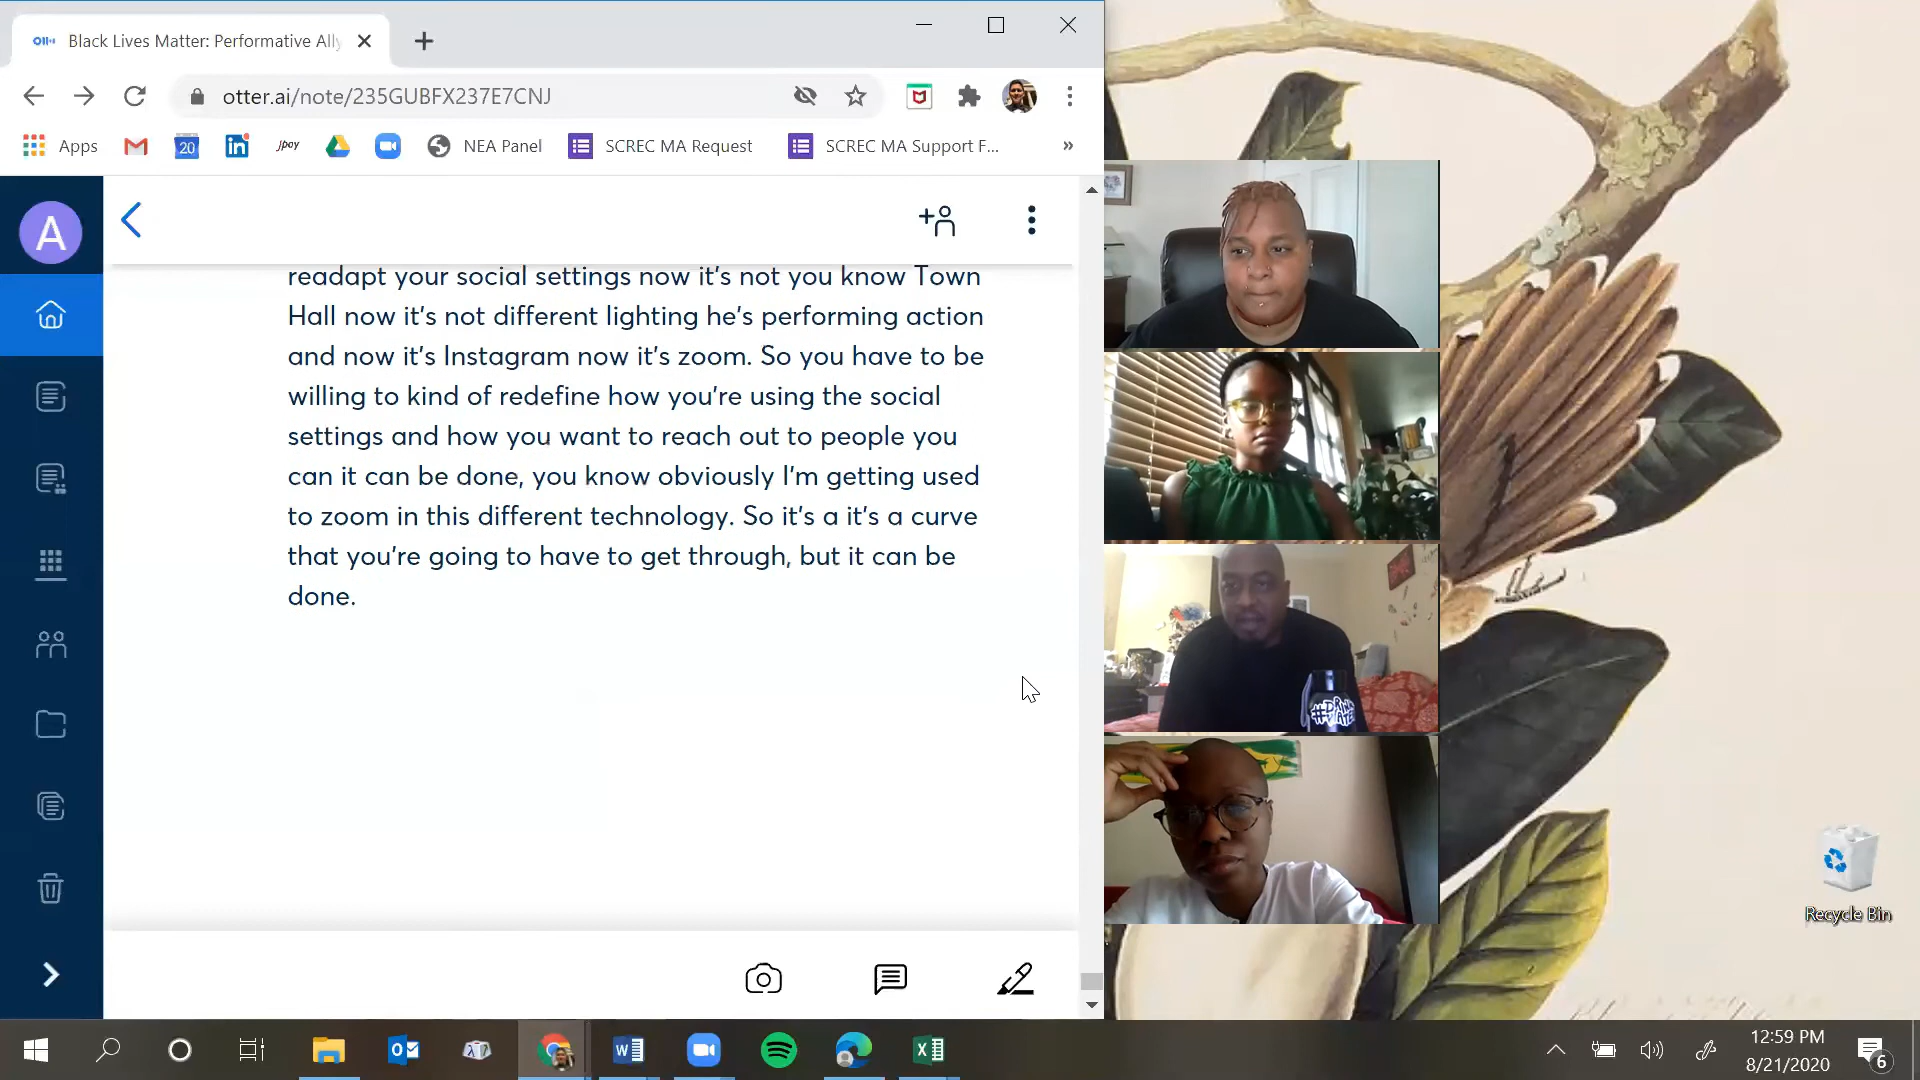 Black Lives Matter: Performative Ally
otter.ai/note/235GUBFX237E7CNJ
Apps
20
in
jpay
NEA Panel
SCREC MA Request
SCREC MA Support F...
»
A
readapt your social settings now it's not you know Town
Hall now it's not different lighting he's performing action
and now it's Instagram now it's zoom. So you have to be
willing to kind of redefine how you're using the social
settings and how you want to reach out to people you
can it can be done, you know obviously I'm getting used
to zoom in this different technology. So it's a it's a curve
that you're going to have to get through, but it can be
done.
Recycle Bin
12:59 PM
8/21/2020
6